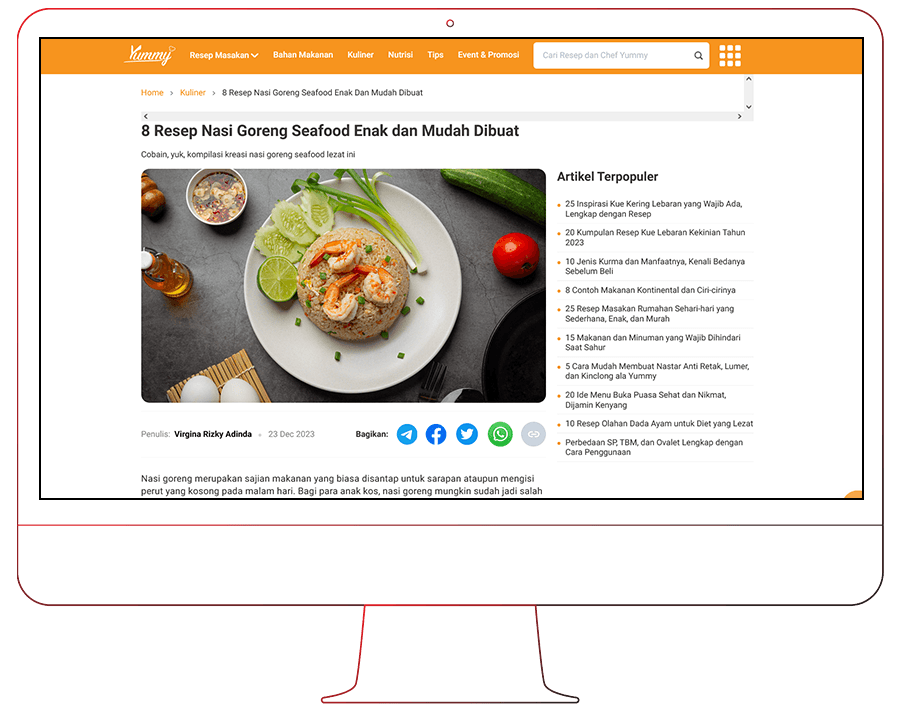 Yummy
Resep Masakan
Bahan Makanan
Kuliner
Nutrisi
Tips
Event & Promosi
Cari Resep dan Chef Yummy
Home > Kuliner > 8 Resep Nasi Goreng Seafood Enak Dan Mudah Dibuat
8 Resep Nasi Goreng Seafood Enak dan Mudah Dibuat
Cobain, yuk, kompilasi kreasi nasi goreng seafood lezat ini
Penulis: Virgina Rizky Adinda
23 Dec 2023
Bagikan:
Nasi goreng merupakan sajian makanan yang biasa disantap untuk sarapan ataupun mengisi
perut yang kosong pada malam hari. Bagi para anak kos, nasi goreng mungkin sudah jadi salah
Artikel Terpopuler
25 Inspirasi Kue Kering Lebaran yang Wajib Ada,
Lengkap dengan Resep
20 Kumpulan Resep Kue Lebaran Kekinian Tahun
2023
10 Jenis Kurma dan Manfaatnya, Kenali Bedanya
Sebelum Beli
8 Contoh Makanan Kontinental dan Ciri-cirinya
25 Resep Masakan Rumahan Sehari-hari yang
Sederhana, Enak, dan Murah
15 Makanan dan Minuman yang Wajib Dihindari
Saat Sahur
5 Cara Mudah Membuat Nastar Anti Retak, Lumer,
dan Kinclong ala Yummy
20 Ide Menu Buka Puasa Sehat dan Nikmat,
Dijamin Kenyang
10 Resep Olahan Dada Ayam untuk Diet yang Lezat
Perbedaan SP, TBM, dan Ovalet Lengkap dengan
Cara Penggunaan